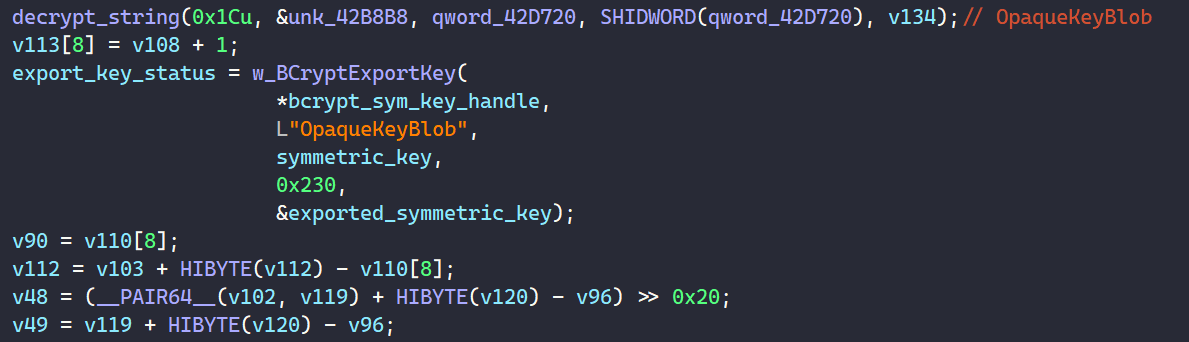 decrypt_string(0x1Cu, &unk_42B8B8, qword_42D720, SHIDWORD(qword_42D720), v134);// OpaqueKeyBlob
v113[8] = v108 + 1;
export_key_status = w_BCryptExportKey(
*bcrypt_sym_key_handle,
L"OpaqueKeyBlob",
symmetric_key,
0x230,
&exported_symmetric_key);
v90 = v110[8];
v112 = v103 + HIBYTE(v112) - v110[8];
v48 = (__PAIR64__(v102, v119) + HIBYTE(v120) - v96) >> 0x20;
v49 = v119 + HIBYTE(v120) - v96;